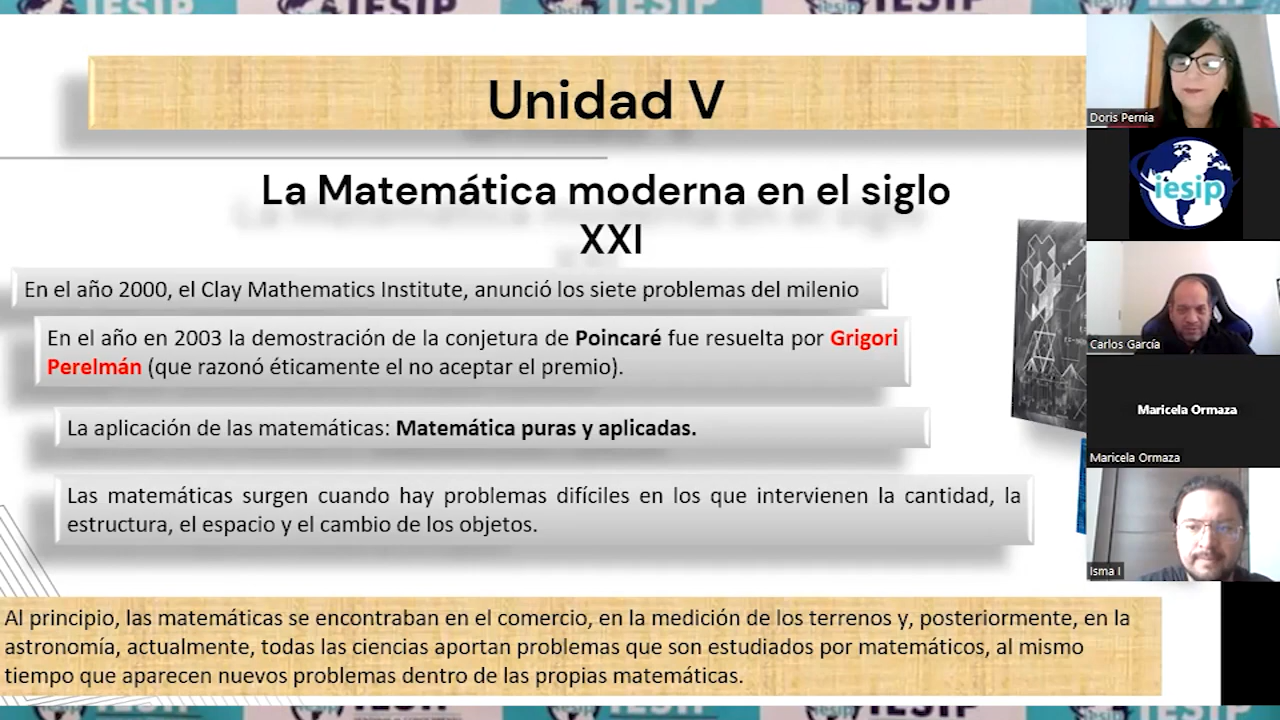 IESIP
Unidad V
La Matemática moderna en el siglo
XXI
En el año 2000, el Clay Mathematics Institute, anunció los siete problemas del milenio
En el año en 2003 la demostración de la conjetura de Poincaré fue resuelta por Grigori
Perelmán (que razonó éticamente el no aceptar el premio).
La aplicación de las matemáticas: Matemática puras y aplicadas.
Las matemáticas surgen cuando hay problemas difíciles en los que intervienen la cantidad, la
estructura, el espacio y el cambio de los objetos.
Al principio, las matemáticas se encontraban en el comercio, en la medición de los terrenos y, posteriormente, en la
astronomía, actualmente, todas las ciencias aportan problemas que son estudiados por matemáticos, al mismo
tiempo que aparecen nuevos problemas dentro de las propias matemáticas.
Doris Pernia
iesip
Carlos García
Maricela Ormaza
Maricela Ormaza
Isma I